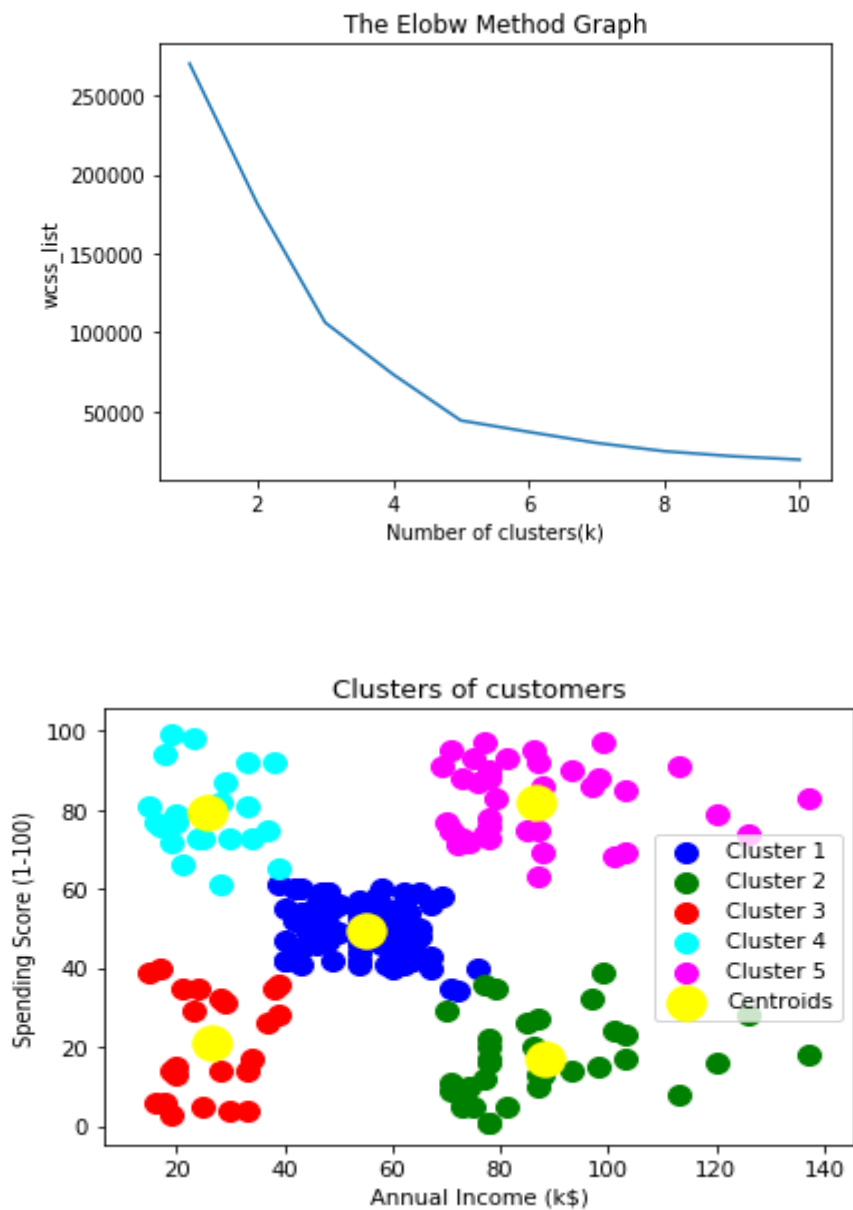 The Elobw Method Graph
250000
200000
150000
100000
50000
wcss_list
2 4 6 8 10
Number of clusters(k)
Clusters of customers
100
80
60
40
20
0
Spending Score (1-100)
Cluster 1
Cluster 2
Cluster 3
Cluster 4
Cluster 5
Centroids
20 40 60 80 100 120 140
Annual Income (k$)